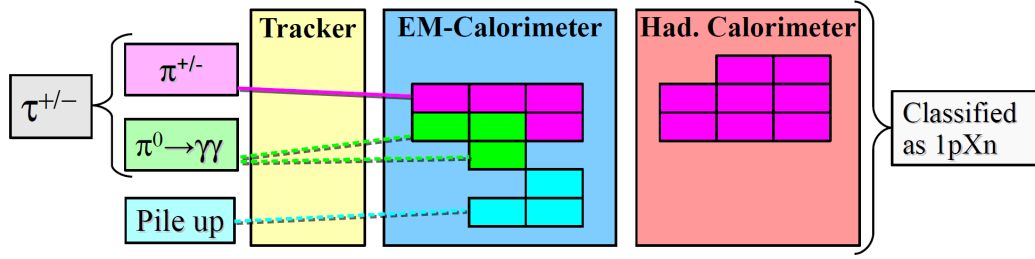 Tracker
EM-Calorimeter
Had. Calorimeter
π+/-
τ+/−
π0→γγ
Pile up
Classified
as 1pXn